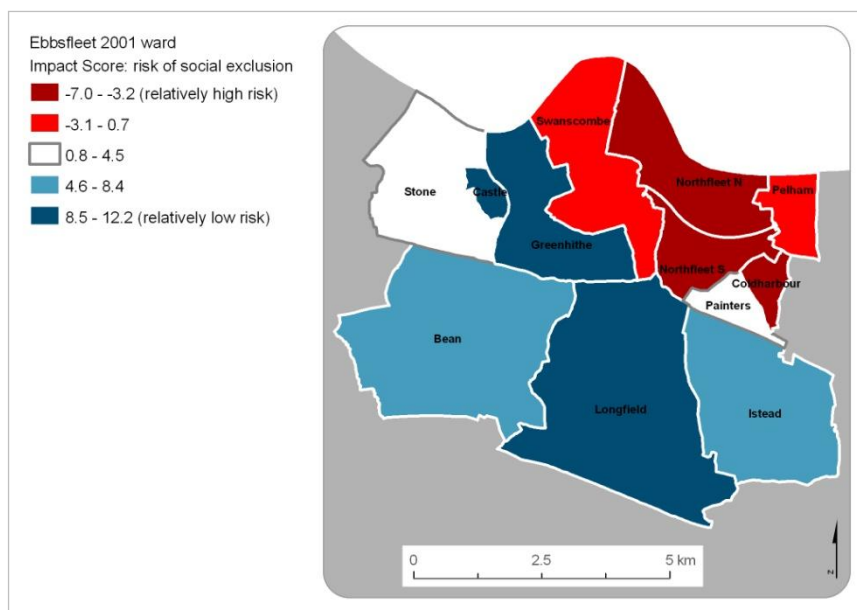 Ebbsfleet 2001 ward
Impact Score: risk of social exclusion
-7.0 - -3.2 (relatively high risk)
-3.1 - 0.7
0.8 - 4.5
4.6 - 8.4
8.5 - 12.2 (relatively low risk)
Swanscombe
Northfleet N
Pelham
Stone
Castle
Greenhithe
Northfleet S
Coldharbour
Painters
Bean
Longfield
Istead
0 2.5 5 km
N